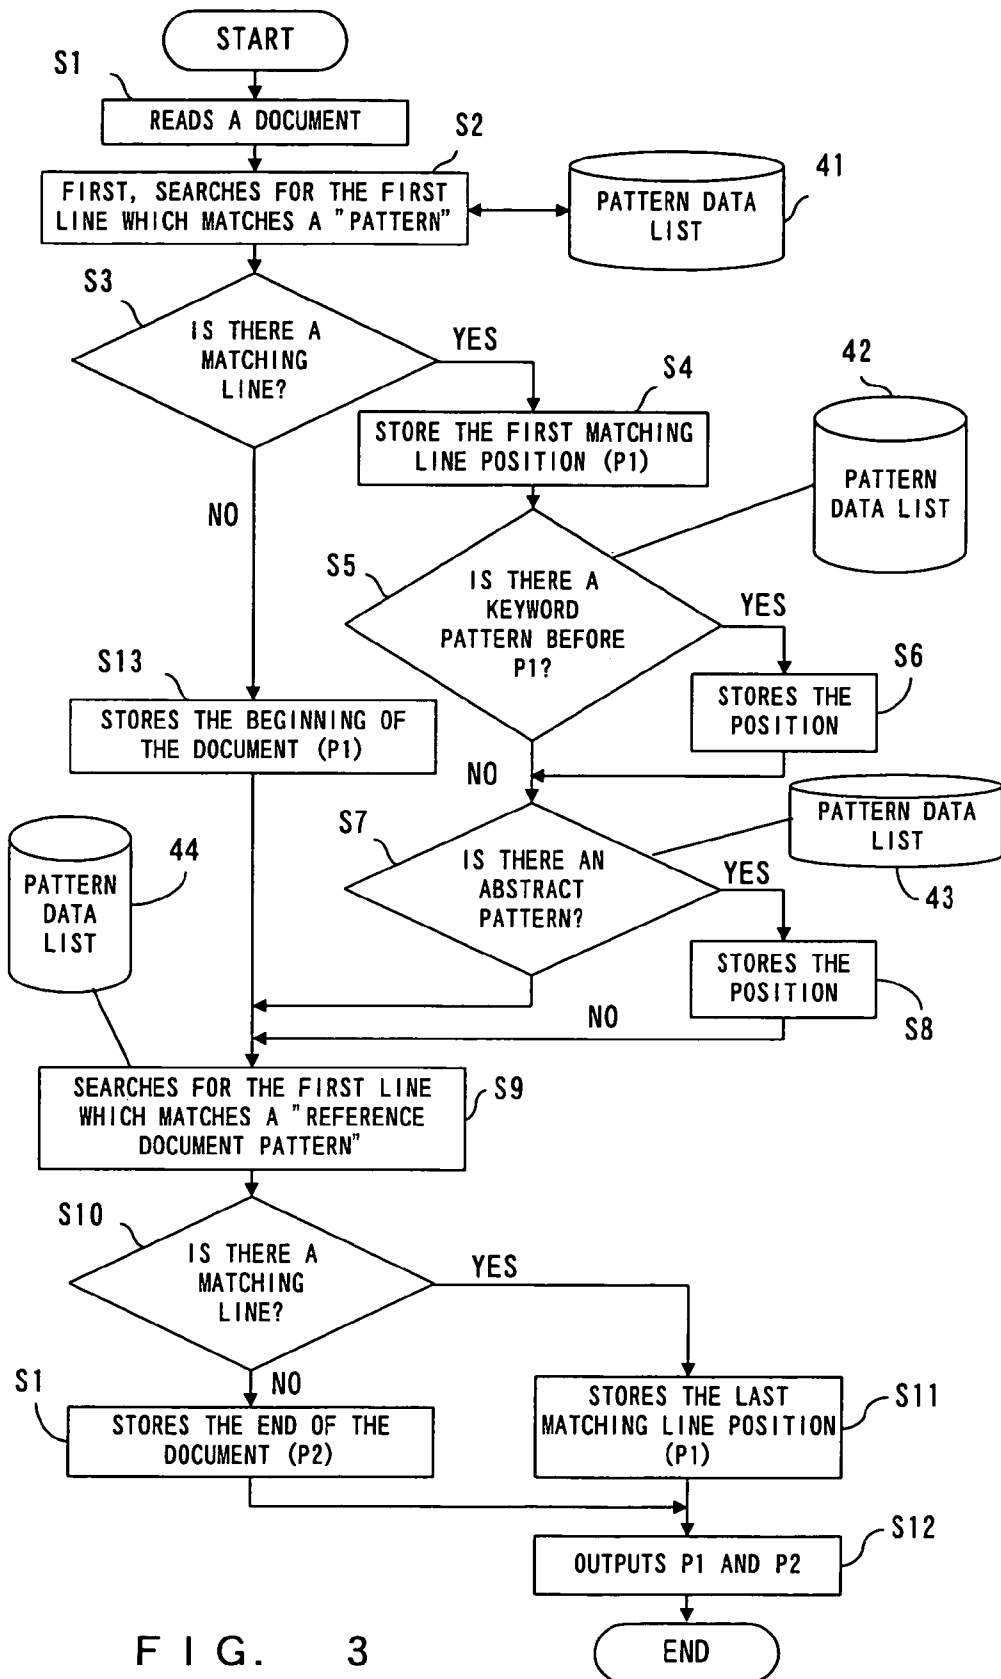 START
S1
READS A DOCUMENT
S2
FIRST, SEARCHES FOR THE FIRST
LINE WHICH MATCHES A "PATTERN"
PATTERN DATA
LIST
41
S3
IS THERE A
MATCHING
LINE?
YES
NO
S4
STORE THE FIRST MATCHING
LINE POSITION (P1)
42
PATTERN
DATA LIST
S5
IS THERE A
KEYWORD
PATTERN BEFORE
P1?
YES
NO
S6
STORES THE
POSITION
S13
STORES THE BEGINNING OF
THE DOCUMENT (P1)
S7
IS THERE AN
ABSTRACT
PATTERN?
YES
PATTERN DATA
LIST
43
44
PATTERN
DATA
LIST
STORES THE
POSITION
S8
NO
SEARCHES FOR THE FIRST LINE
WHICH MATCHES A "REFERENCE
DOCUMENT PATTERN"
S9
S10
IS THERE A
MATCHING
LINE?
YES
NO
S1
STORES THE END OF THE
DOCUMENT (P2)
STORES THE LAST
MATCHING LINE POSITION
(P1)
S11
S12
OUTPUTS P1 AND P2
END
FIG. 3